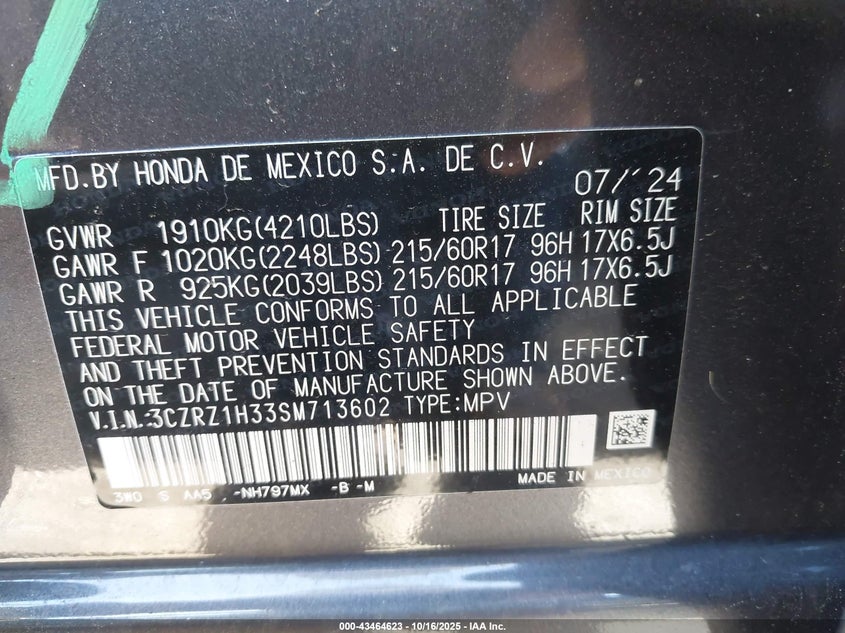 MFD.BY HONDA DE MEXICO S.A. DE C.V.
07/'24
GVWR 1910KG(4210LBS) TIRE SIZE RIM SIZE
GAWR F 1020KG(2248LBS) 215/60R17 96H 17X6.5J
GAWR R 925KG(2039LBS) 215/60R17 96H 17X6.5J
THIS VEHICLE CONFORMS TO ALL APPLICABLE
FEDERAL MOTOR VEHICLE SAFETY
AND THEFT PREVENTION STANDARDS IN EFFECT
ON THE DATE OF MANUFACTURE SHOWN ABOVE.
V.I.N.:3CZRZ1H33SM713602 TYPE:MPV
MADE IN MEXICO
3W0 S AA5 -NH797MX -B -M
000-43464623 - 10/16/2025 - IAA Inc.